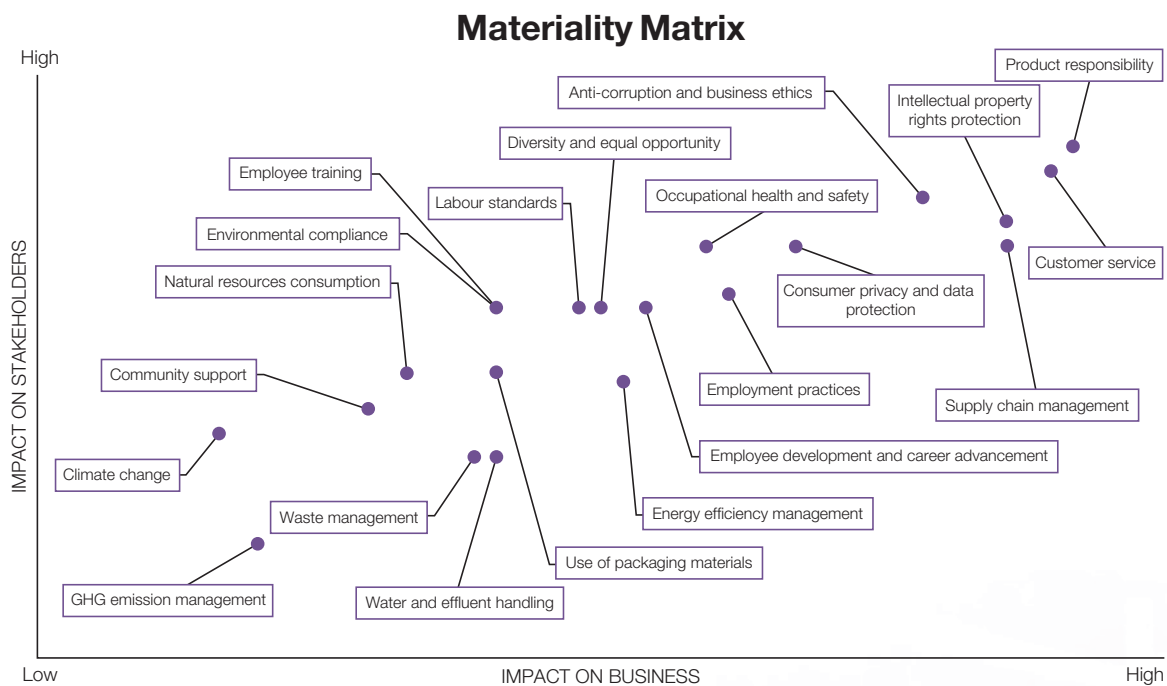 Materiality Matrix
High
Product responsibility
Anti-corruption and business ethics
Intellectual property
rights protection
Diversity and equal opportunity
Employee training
Occupational health and safety
Labour standards
Environmental compliance
Customer service
Natural resources consumption
Consumer privacy and data
protection
IMPACT ON STAKEHOLDERS
Community support
Employment practices
Supply chain management
Employee development and career advancement
Climate change
Waste management
Energy efficiency management
Use of packaging materials
GHG emission management
Water and effluent handling
Low
IMPACT ON BUSINESS
High